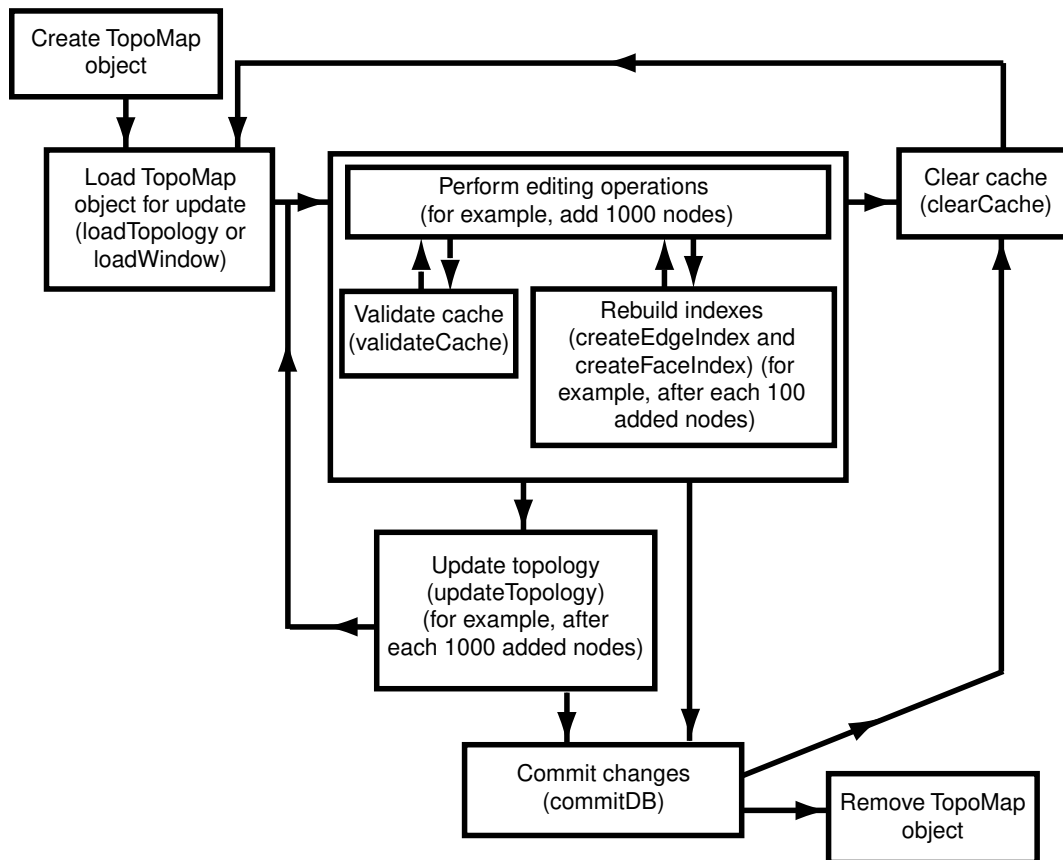 Create TopoMap
object
Load TopoMap
object for update
(loadTopology or
loadWindow)
Perform editing operations
(for example, add 1000 nodes)
Clear cache
(clearCache)
Validate cache
(validateCache)
Rebuild indexes
(createEdgeIndex and
createFaceIndex) (for
example, after each 100
added nodes)
Update topology
(updateTopology)
(for example, after
each 1000 added nodes)
Commit changes
(commitDB)
Remove TopoMap
object